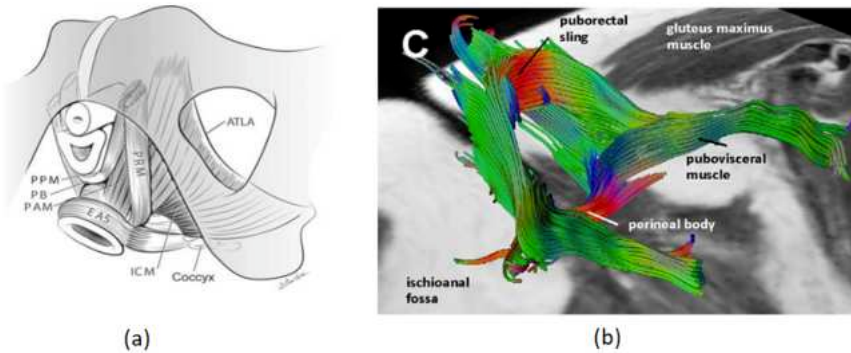 ATLA
PRM
PPM
PB
PAM
EAS
ICM
Coccyx
(a)
C
puborectal
sling
gluteus maximus
muscle
pubovisceral
muscle
perineal body
ischioanal
fossa
(b)